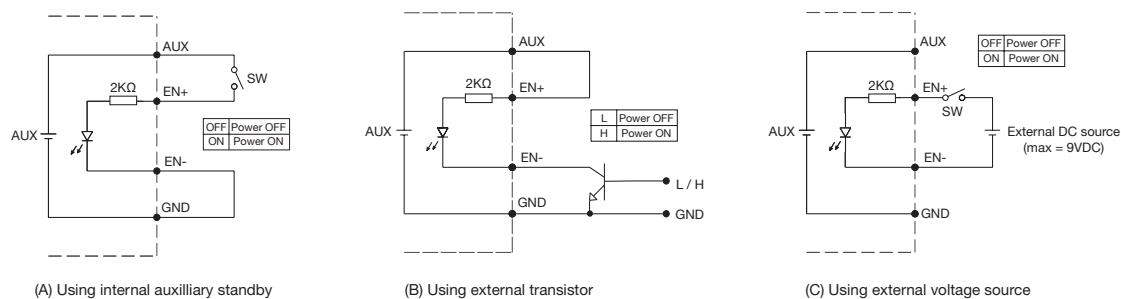 AUX
SW
2KΩ
EN+
AUX
OFF Power OFF
ON Power ON
EN-
GND
(A) Using internal auxilliary standby
AUX
2KΩ
EN+
L Power OFF
H Power ON
AUX
EN-
L / H
GND
GND
(B) Using external transistor
OFF Power OFF
ON Power ON
AUX
2KΩ
EN+
SW
AUX
External DC source
(max = 9VDC)
EN-
GND
(C) Using external voltage source